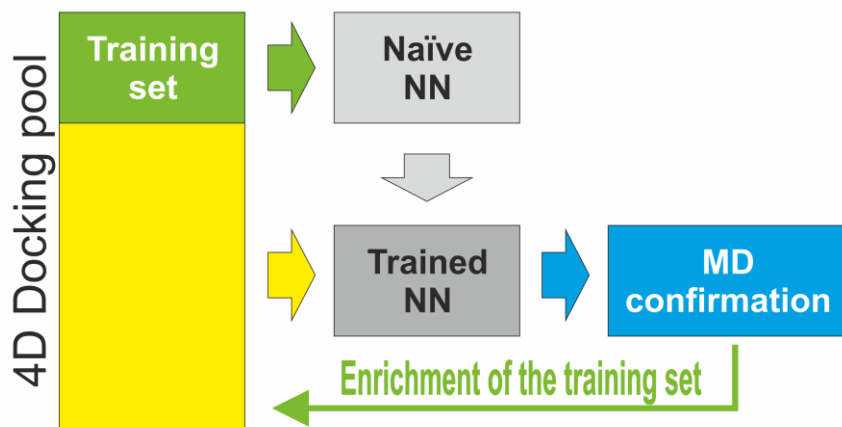 4D Docking pool
Training
set
Naïve
NN
Trained
NN
MD
confirmation
Enrichment of the training set